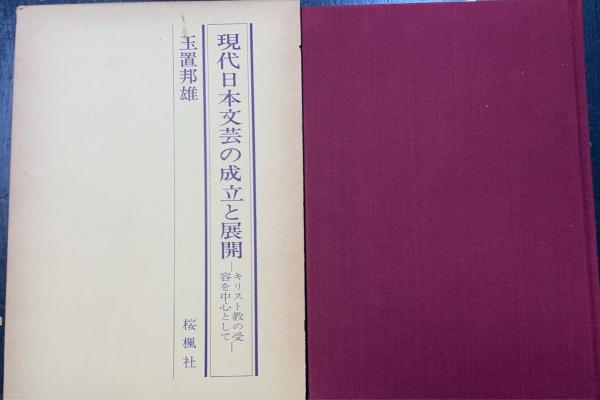 現代日本文芸の成立と展開
―キリスト教の受―
容を中心として
玉置邦雄
桜楓社